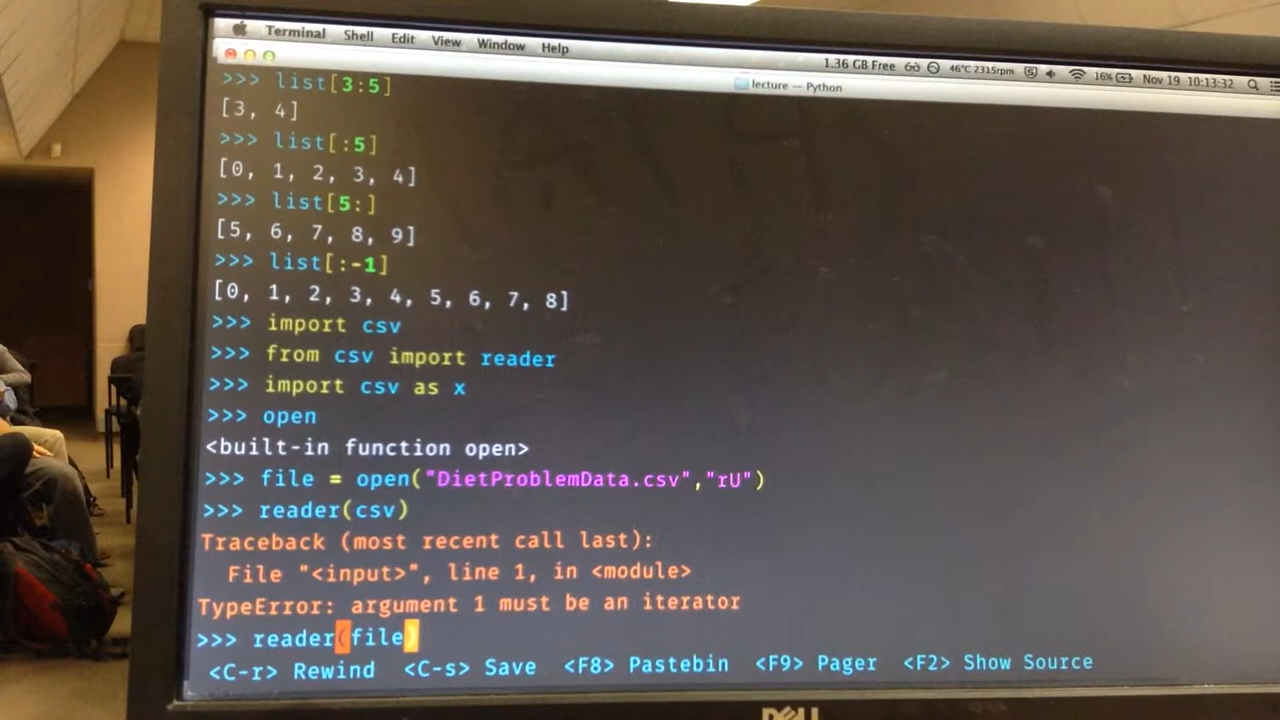 Terminal Shell Edit View Window Help 1.36 GB Free 46°C 2315rpm 16% Nov 19 10:13:32
lecture — Python
>>> list[3:5]
[3, 4]
>>> list[:5]
[0, 1, 2, 3, 4]
>>> list[5:]
[5, 6, 7, 8, 9]
>>> list[:-1]
[0, 1, 2, 3, 4, 5, 6, 7, 8]
>>> import csv
>>> from csv import reader
>>> import csv as x
>>> open
<built-in function open>
>>> file = open("DietProblemData.csv","rU")
>>> reader(csv)
Traceback (most recent call last):
  File "<input>", line 1, in <module>
TypeError: argument 1 must be an iterator
>>> reader(file)
<C-r> Rewind <C-s> Save <F8> Pastebin <F9> Pager <F2> Show Source
DELL